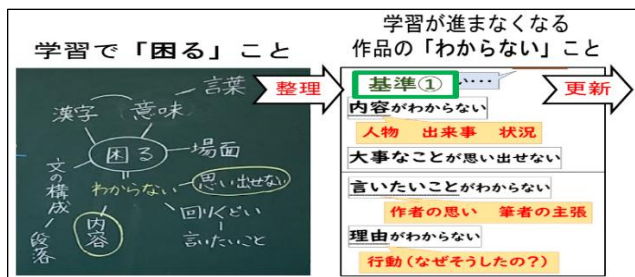 学習で「困る」こと
言葉
漢字
意味
困る
場面
わからない
思い出せない
文の構成
段落
内容
回りくどい
言いたいこと
整理
学習が進まなくなる
作品の「わからない」こと
基準①
い・・・
内容がわからない
人物 出来事 状況
大事なことが思い出せない
言いたいことがわからない
作者の思い 筆者の主張
理由がわからない
行動(なぜそうしたの?)
更新